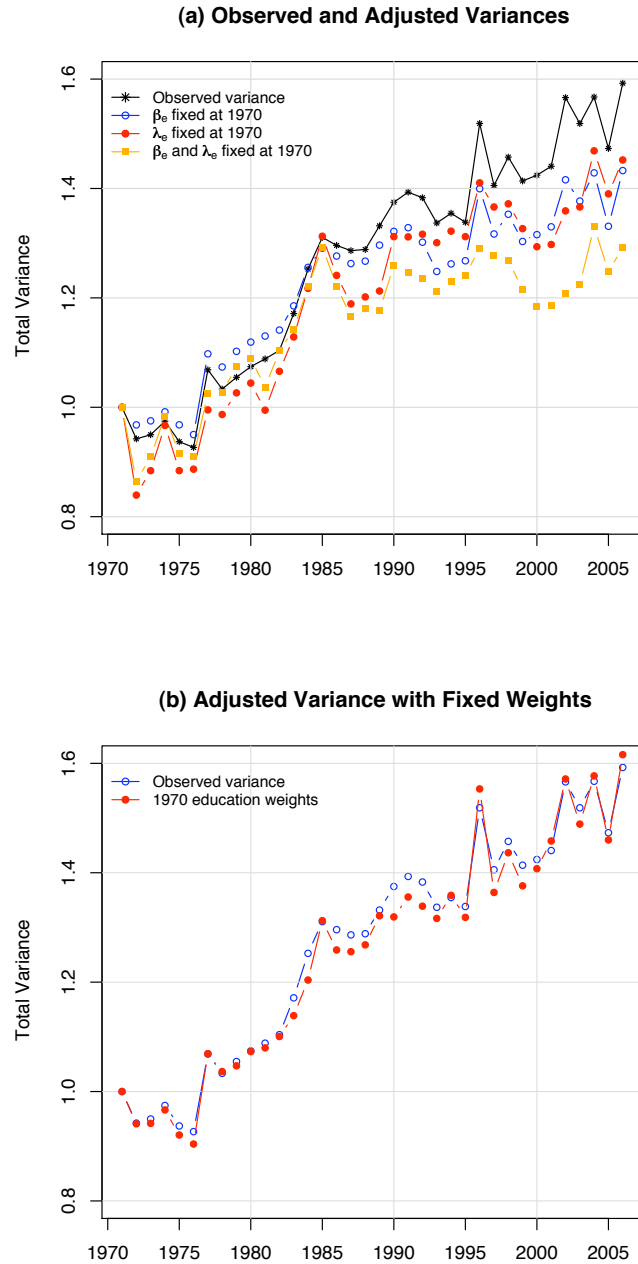 (a) Observed and Adjusted Variances
Total Variance
1.6
1.4
1.2
1.0
0.8
Observed variance
βe fixed at 1970
λe fixed at 1970
βe and λe fixed at 1970
1970 1975 1980 1985 1990 1995 2000 2005
(b) Adjusted Variance with Fixed Weights
Total Variance
1.6
1.4
1.2
1.0
0.8
Observed variance
1970 education weights
1970 1975 1980 1985 1990 1995 2000 2005